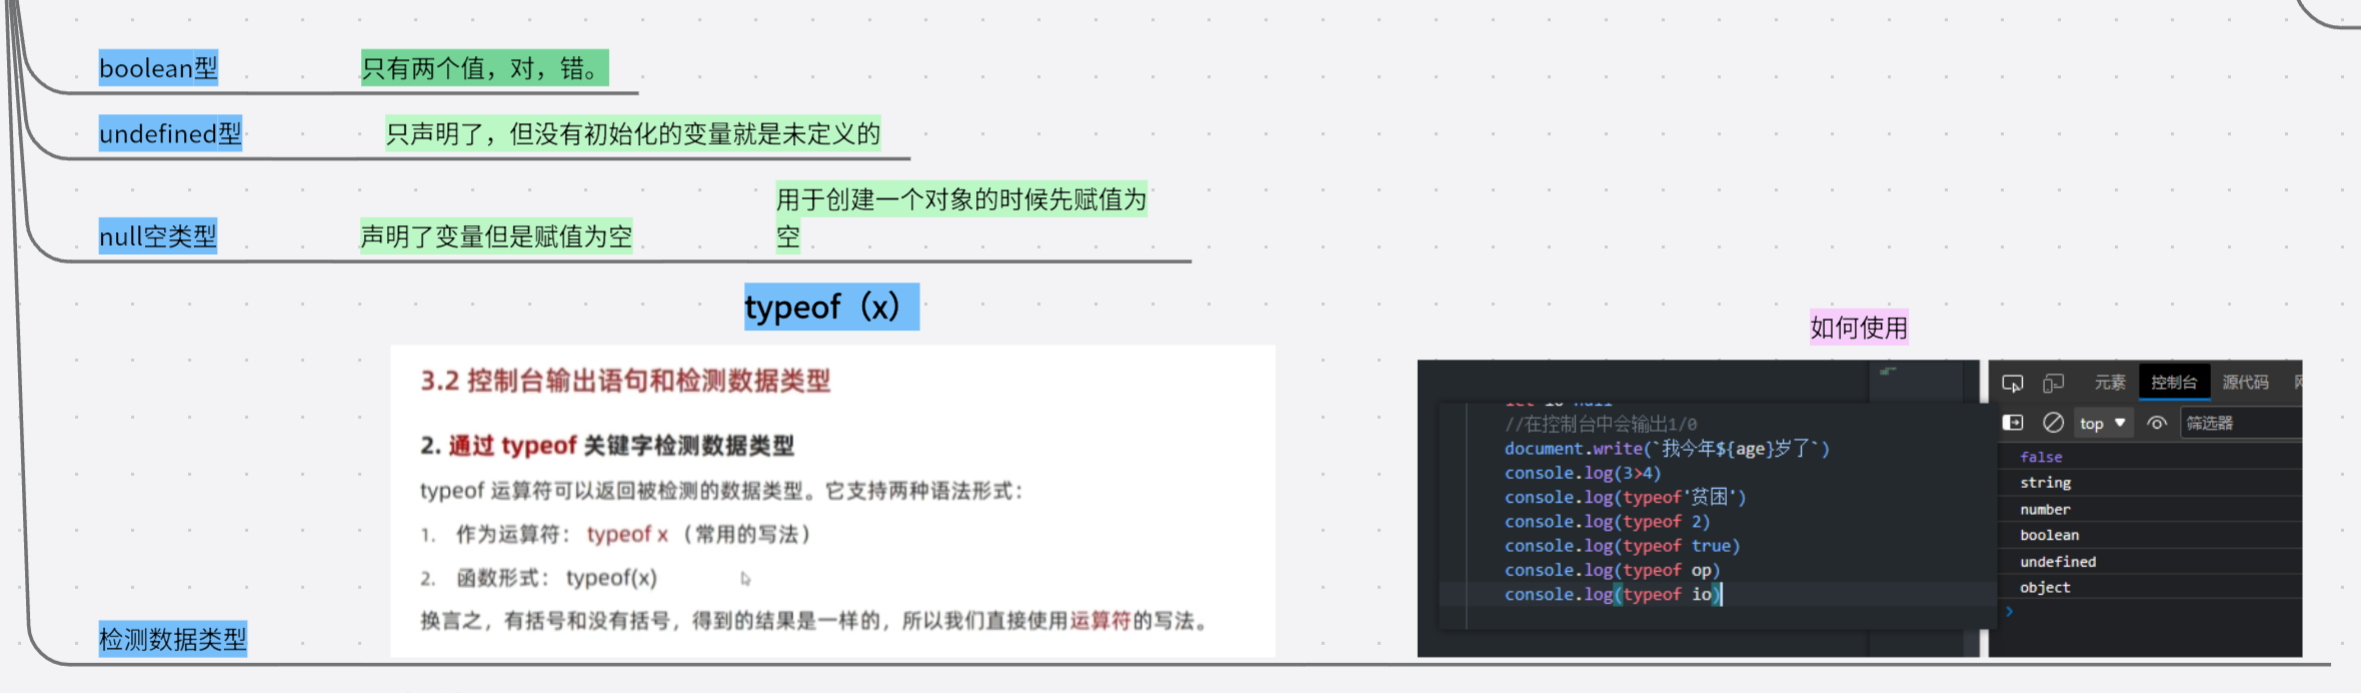 boolean型 只有两个值，对，错。
undefined型 只声明了，但没有初始化的变量就是未定义的
null空类型 声明了变量但是赋值为空 用于创建一个对象的时候先赋值为
空
typeof（x）
3.2 控制台输出语句和检测数据类型
2. 通过 typeof 关键字检测数据类型
typeof 运算符可以返回被检测的数据类型。它支持两种语法形式：
1. 作为运算符： typeof x （常用的写法）
2. 函数形式： typeof(x)
换言之，有括号和没有括号，得到的结果是一样的，所以我们直接使用运算符的写法。
检测数据类型
如何使用
//在控制台中会输出1/0
document.write(`我今年${age}岁了`)
console.log(3>4)
console.log(typeof'贫困')
console.log(typeof 2)
console.log(typeof true)
console.log(typeof op)
console.log(typeof io)
元素 控制台 源代码
top ▼ 筛选器
false
string
number
boolean
undefined
object